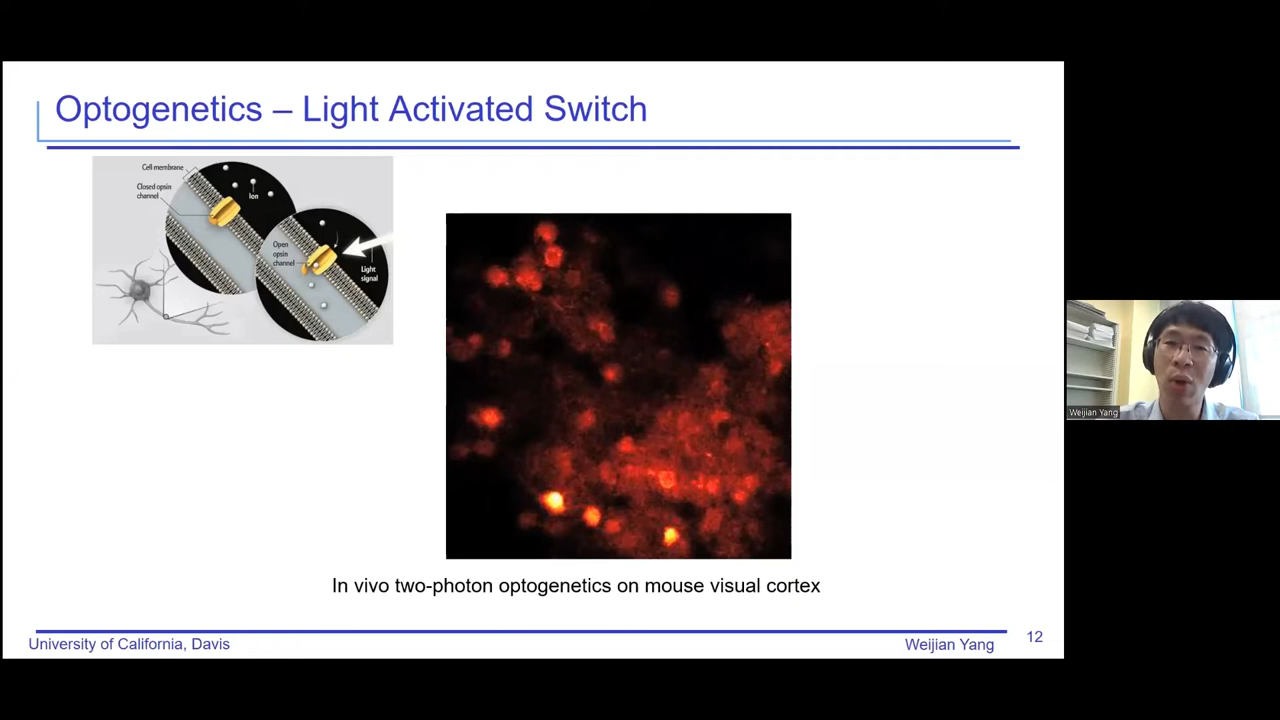 Optogenetics – Light Activated Switch
Cell membrane
Closed opsin
channel
Ion
Open
opsin
channel
Light
signal
In vivo two-photon optogenetics on mouse visual cortex
University of California, Davis
Weijian Yang
12
Weijian Yang